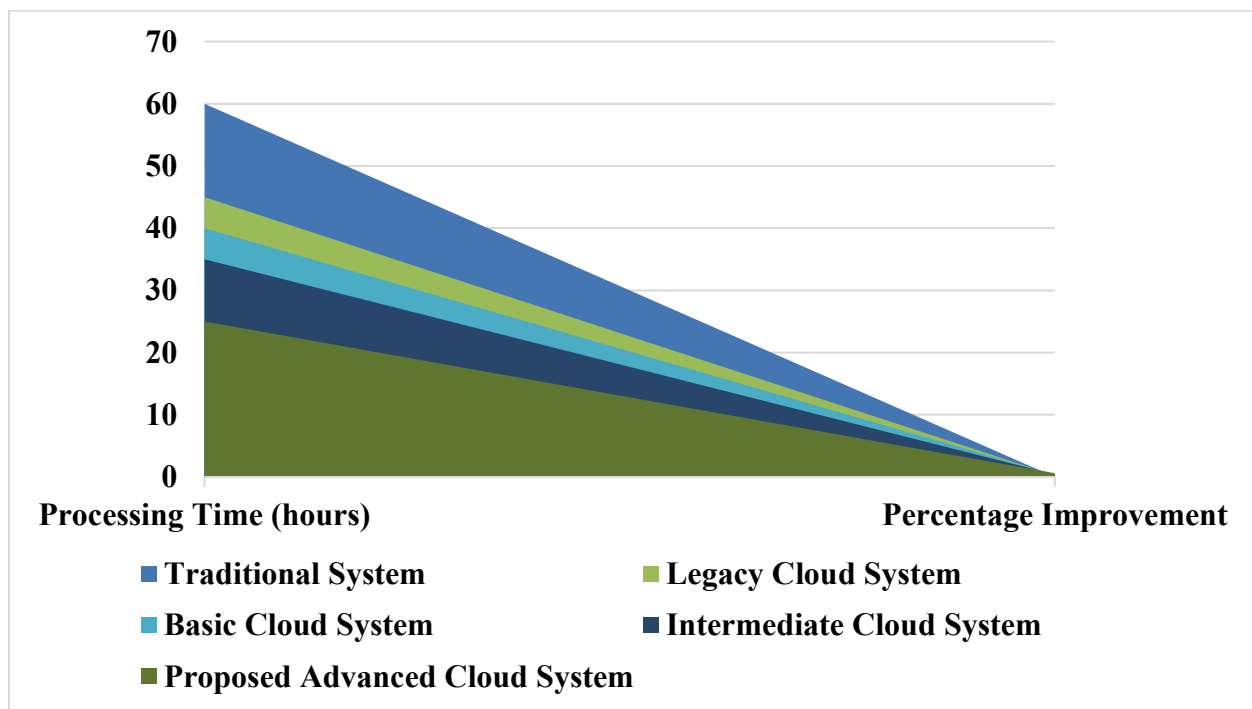 70
60
50
40
30
20
10
0
Processing Time (hours) Percentage Improvement
Traditional System Legacy Cloud System
Basic Cloud System Intermediate Cloud System
Proposed Advanced Cloud System